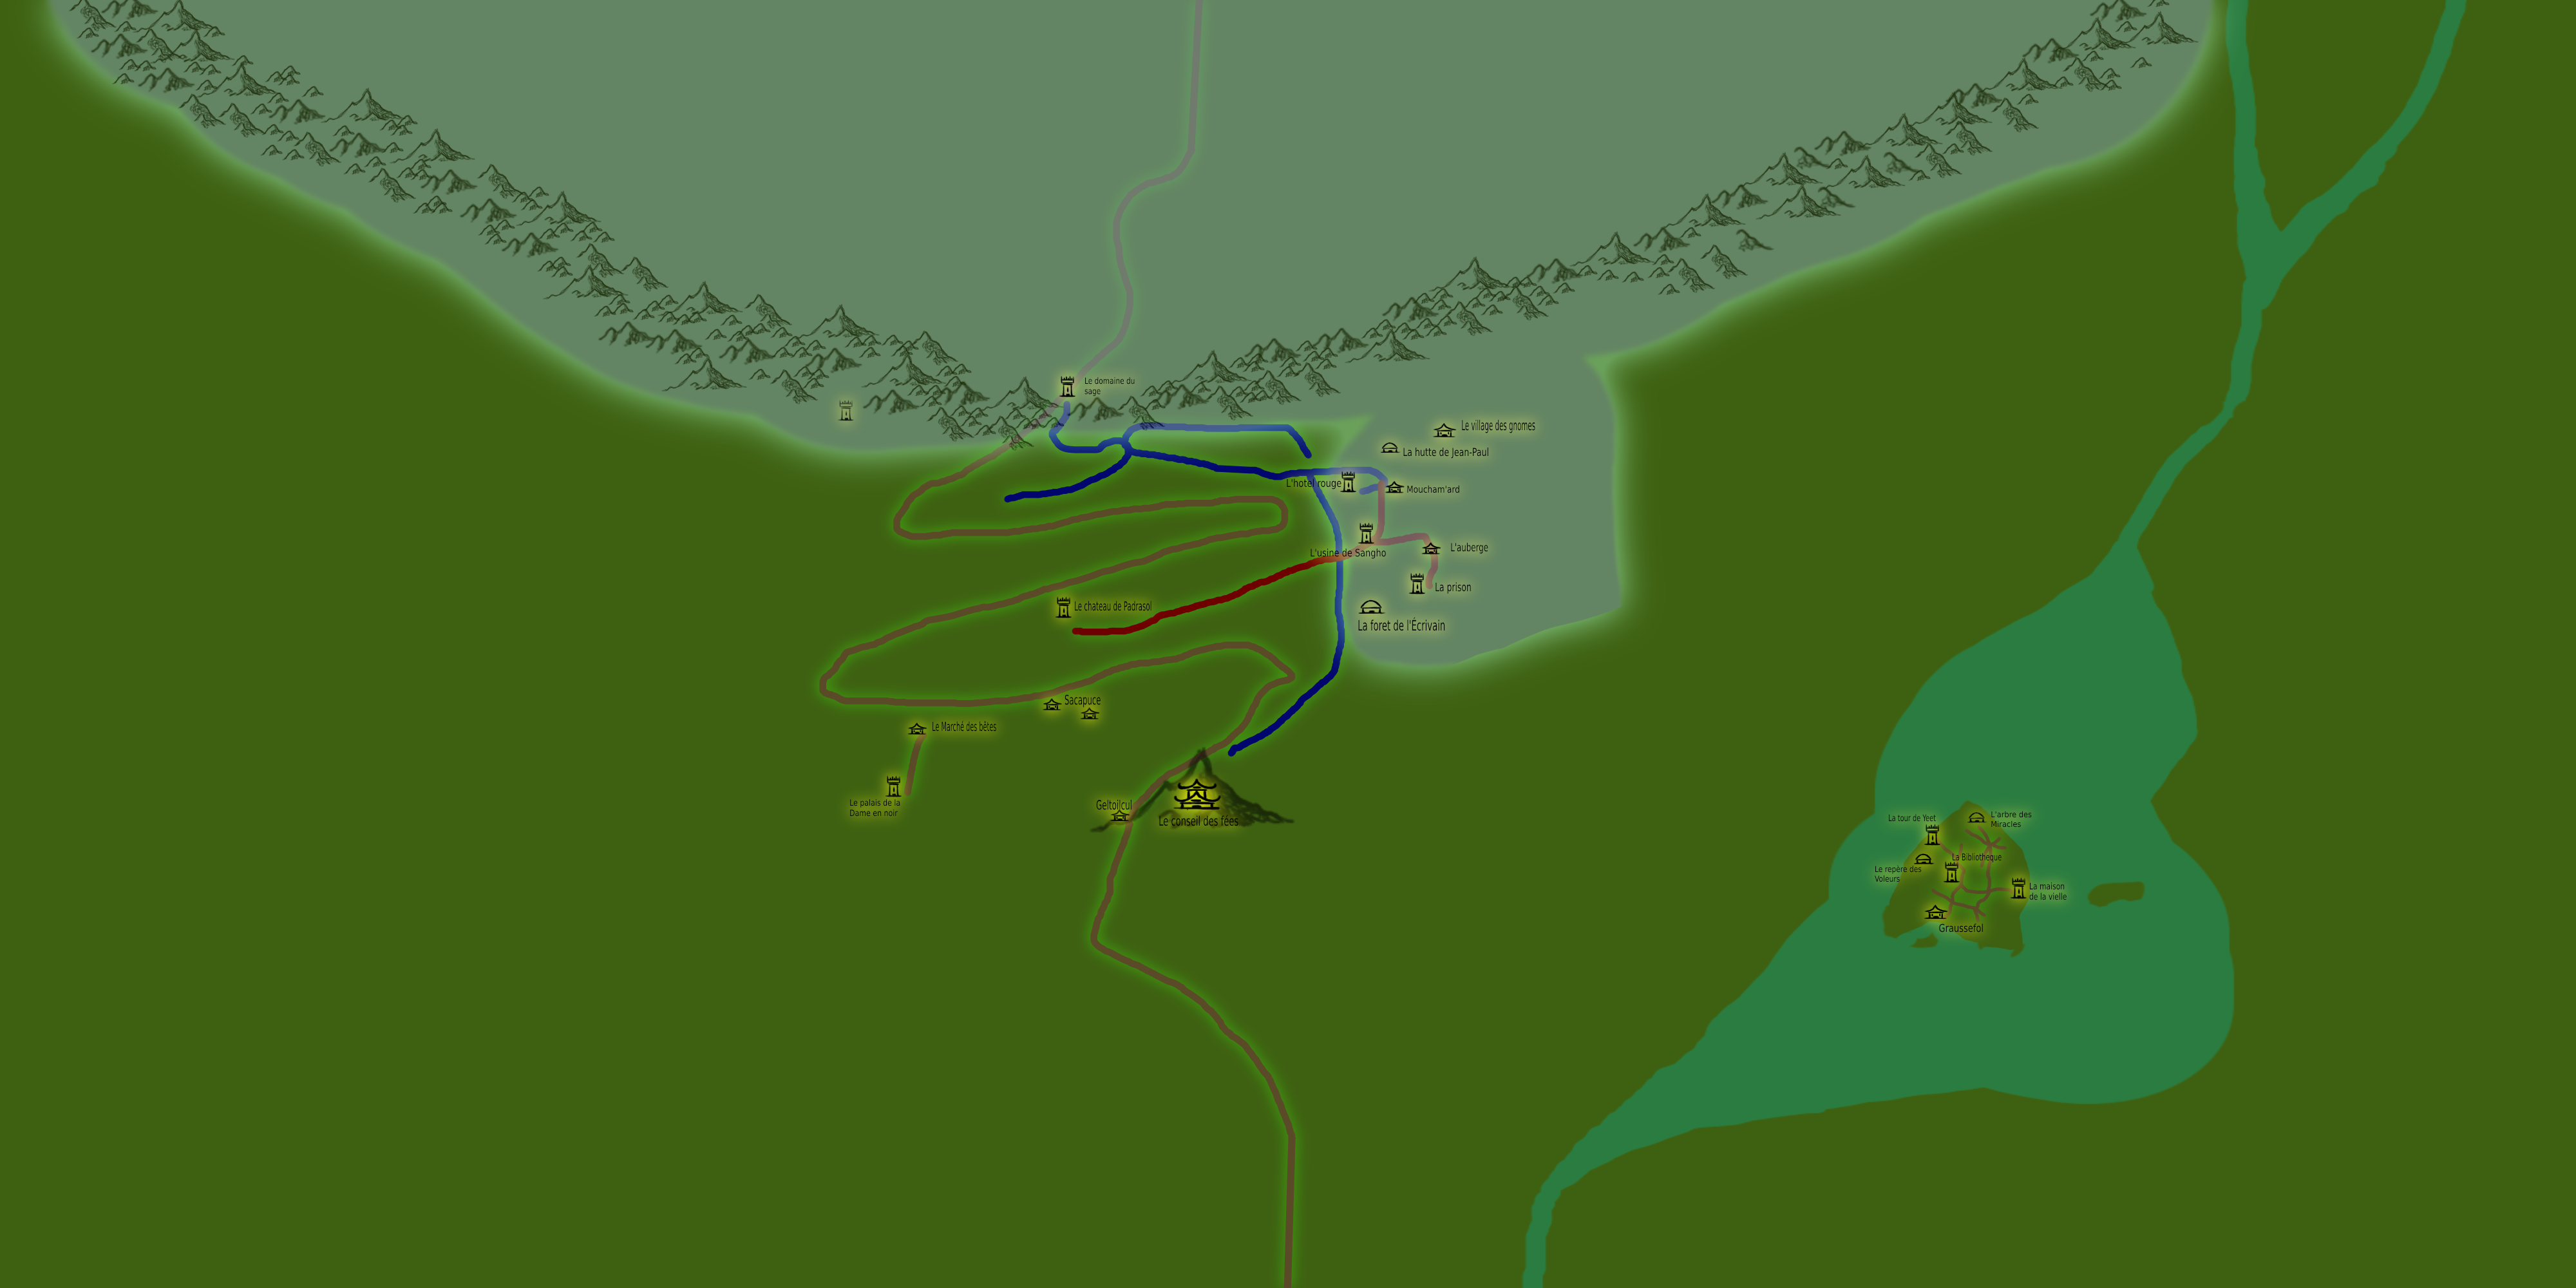 Le domaine du
sage
Le village des gnomes
La hutte de Jean-Paul
L'hotel rouge
Moucham'ard
L'usine de Sangho
L'auberge
La prison
Le chateau de Padrasol
La foret de l'Écrivain
Sacapuce
Le Marché des bêtes
Le palais de la
Dame en noir
Geltoilcul
Le conseil des fées
La tour de Yeet
L'arbre des
Miracles
La Bibliotheque
Le repère des
Voleurs
La maison
de la vielle
Graussefol